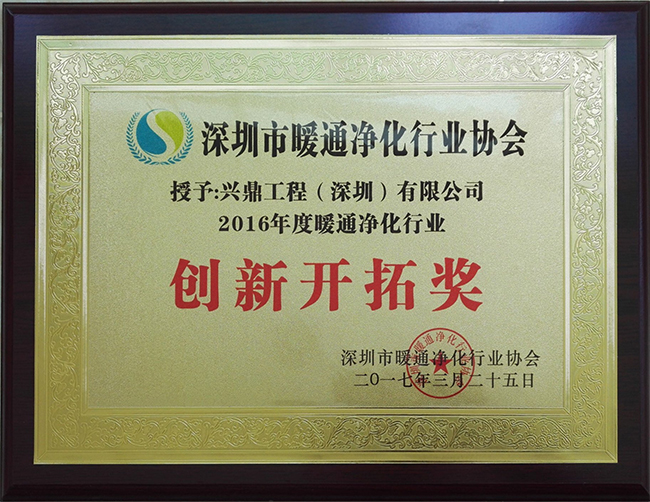 深圳市暖通净化行业协会
授予:兴鼎工程（深圳）有限公司
2016年度暖通净化行业
创新开拓奖
深圳市暖通净化行业协会
二〇一七年三月二十五日